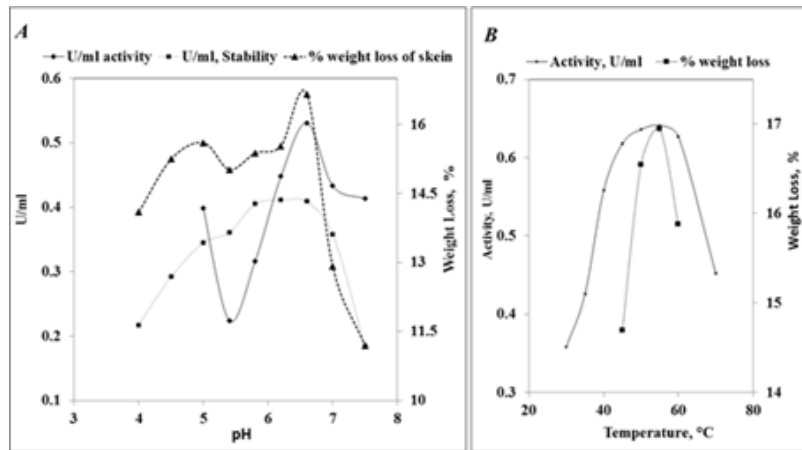 A
U/ml activity U/ml, Stability % weight loss of skein
0.6
0.5
0.4
0.3
0.2
0.1
U/ml
16
14.5
13
11.5
10
Weight Loss, %
3 4 5 6 7 8
pH
B
Activity, U/ml % weight loss
0.7
0.6
0.5
0.4
0.3
Activity, U/ml
17
16
15
14
Weight Loss, %
20 40 60 80
Temperature, °C